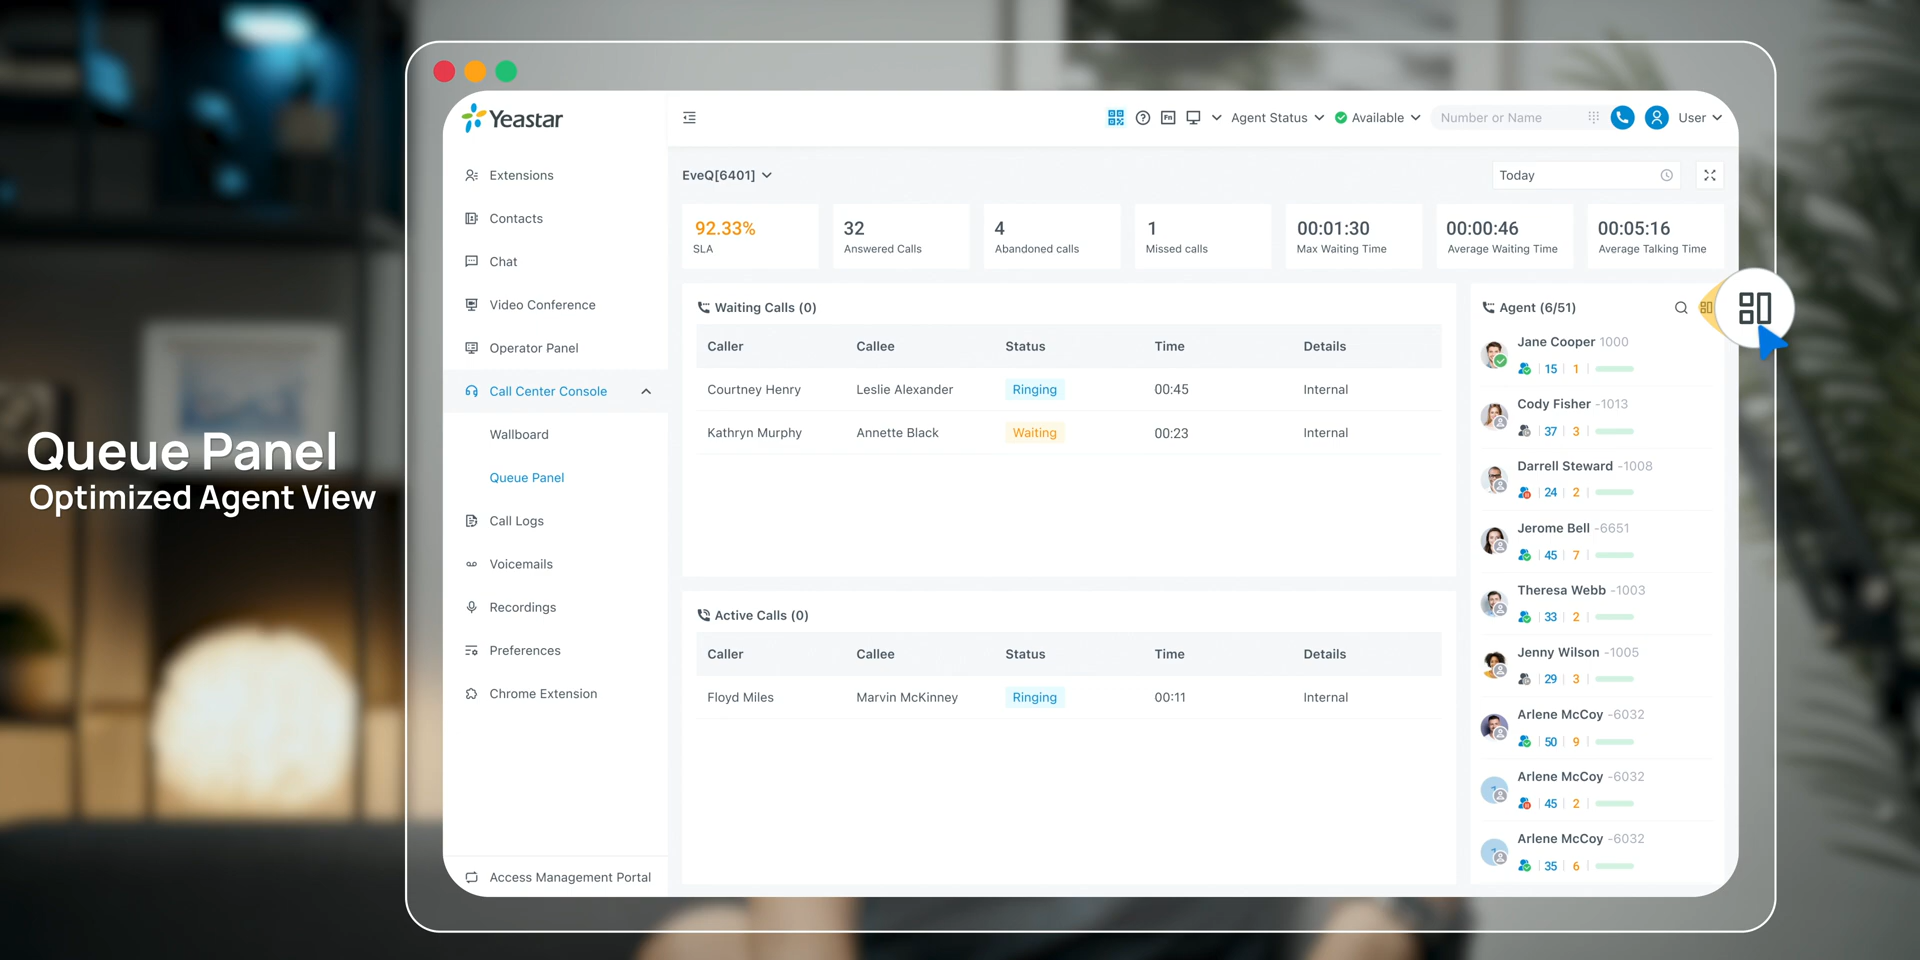 Queue Panel
Optimized Agent View
Yeastar
Extensions
Contacts
Chat
Video Conference
Operator Panel
Call Center Console
Wallboard
Queue Panel
Call Logs
Voicemails
Recordings
Preferences
Chrome Extension
Access Management Portal
Fn Agent Status Available Number or Name User
EveQ[6401] Today
92.33% 32 4 1 00:01:30 00:00:46 00:05:16
SLA Answered Calls Abandoned calls Missed calls Max Waiting Time Average Waiting Time Average Talking Time
Waiting Calls (0)
Caller Callee Status Time Details
Courtney Henry Leslie Alexander Ringing 00:45 Internal
Kathryn Murphy Annette Black Waiting 00:23 Internal
Active Calls (0)
Caller Callee Status Time Details
Floyd Miles Marvin McKinney Ringing 00:11 Internal
Agent (6/51)
Jane Cooper 1000
15 1
Cody Fisher -1013
37 3
Darrell Steward -1008
24 2
Jerome Bell -6651
45 7
Theresa Webb -1003
33 2
Jenny Wilson -1005
29 3
Arlene McCoy -6032
50 9
Arlene McCoy -6032
45 2
Arlene McCoy -6032
35 6